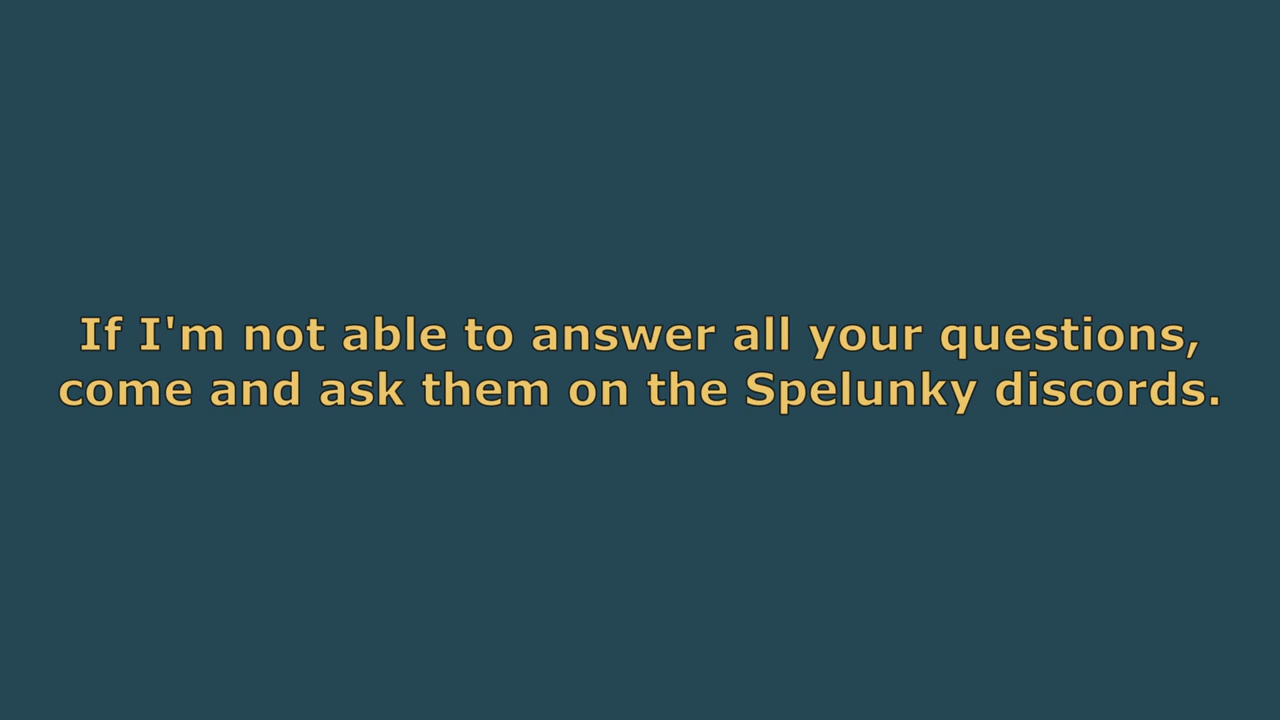 If I'm not able to answer all your questions,
come and ask them on the Spelunky discords.